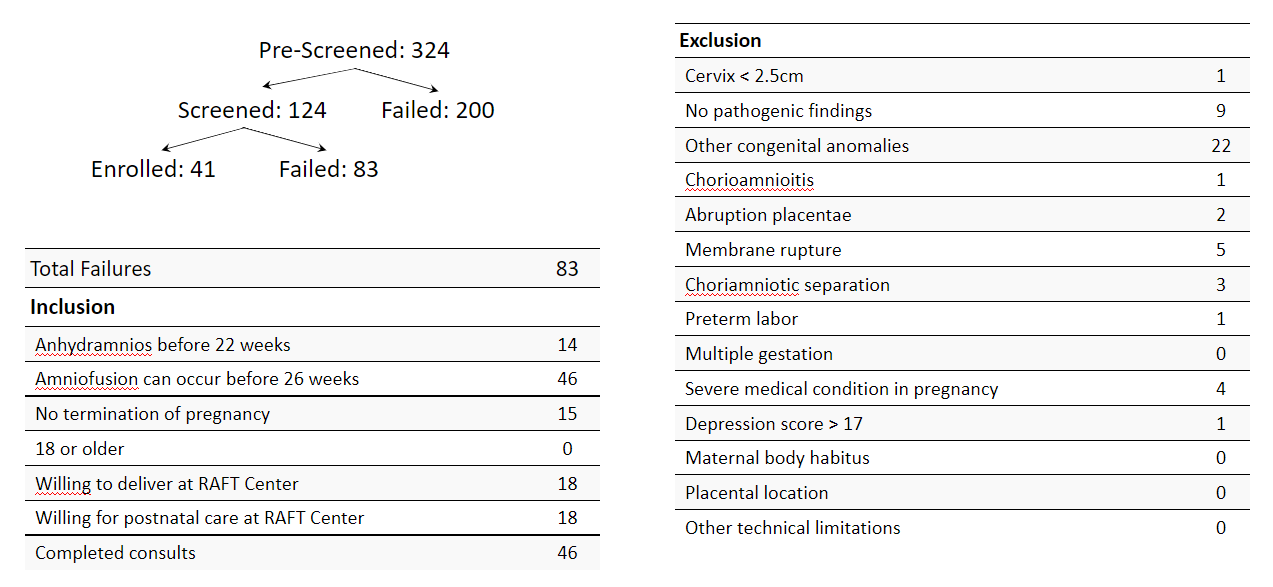 Pre-Screened: 324
Screened: 124 Failed: 200
Enrolled: 41 Failed: 83
Total Failures 83
Inclusion
Anhydramnios before 22 weeks 14
Amniofusion can occur before 26 weeks 46
No termination of pregnancy 15
18 or older 0
Willing to deliver at RAFT Center 18
Willing for postnatal care at RAFT Center 18
Completed consults 46
Exclusion
Cervix < 2.5cm 1
No pathogenic findings 9
Other congenital anomalies 22
Chorioamnioitis 1
Abruption placentae 2
Membrane rupture 5
Choriamniotic separation 3
Preterm labor 1
Multiple gestation 0
Severe medical condition in pregnancy 4
Depression score > 17 1
Maternal body habitus 0
Placental location 0
Other technical limitations 0